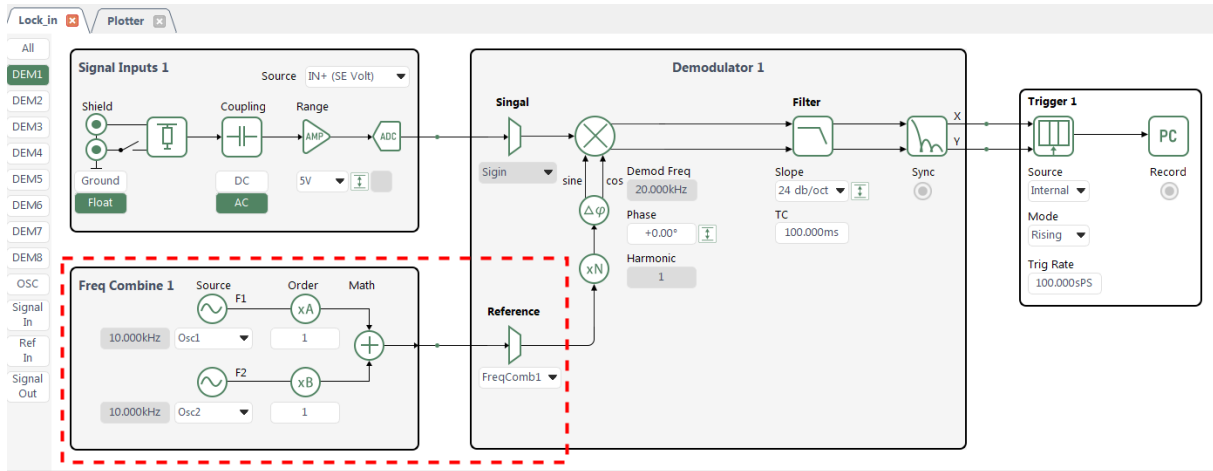 Lock_in
Plotter
All
DEM1
DEM2
DEM3
DEM4
DEM5
DEM6
DEM7
DEM8
OSC
Signal
In
Ref
In
Signal
Out
Signal Inputs 1
Source IN+ (SE Volt)
Shield
Coupling
Range
AMP
ADC
Ground
Float
DC
AC
5V
Freq Combine 1
Source
Order
Math
F1
xA
10.000kHz Osc1 1
F2
xB
10.000kHz Osc2 1
Demodulator 1
Singal
Sigin
sine
cos
Δφ
xN
Demod Freq
20.000kHz
Phase
+0.00°
Harmonic
1
Reference
FreqComb1
Filter
Slope
24 db/oct
TC
100.000ms
Sync
X
Y
Trigger 1
Source
Internal
Mode
Rising
Trig Rate
100.000sPS
PC
Record